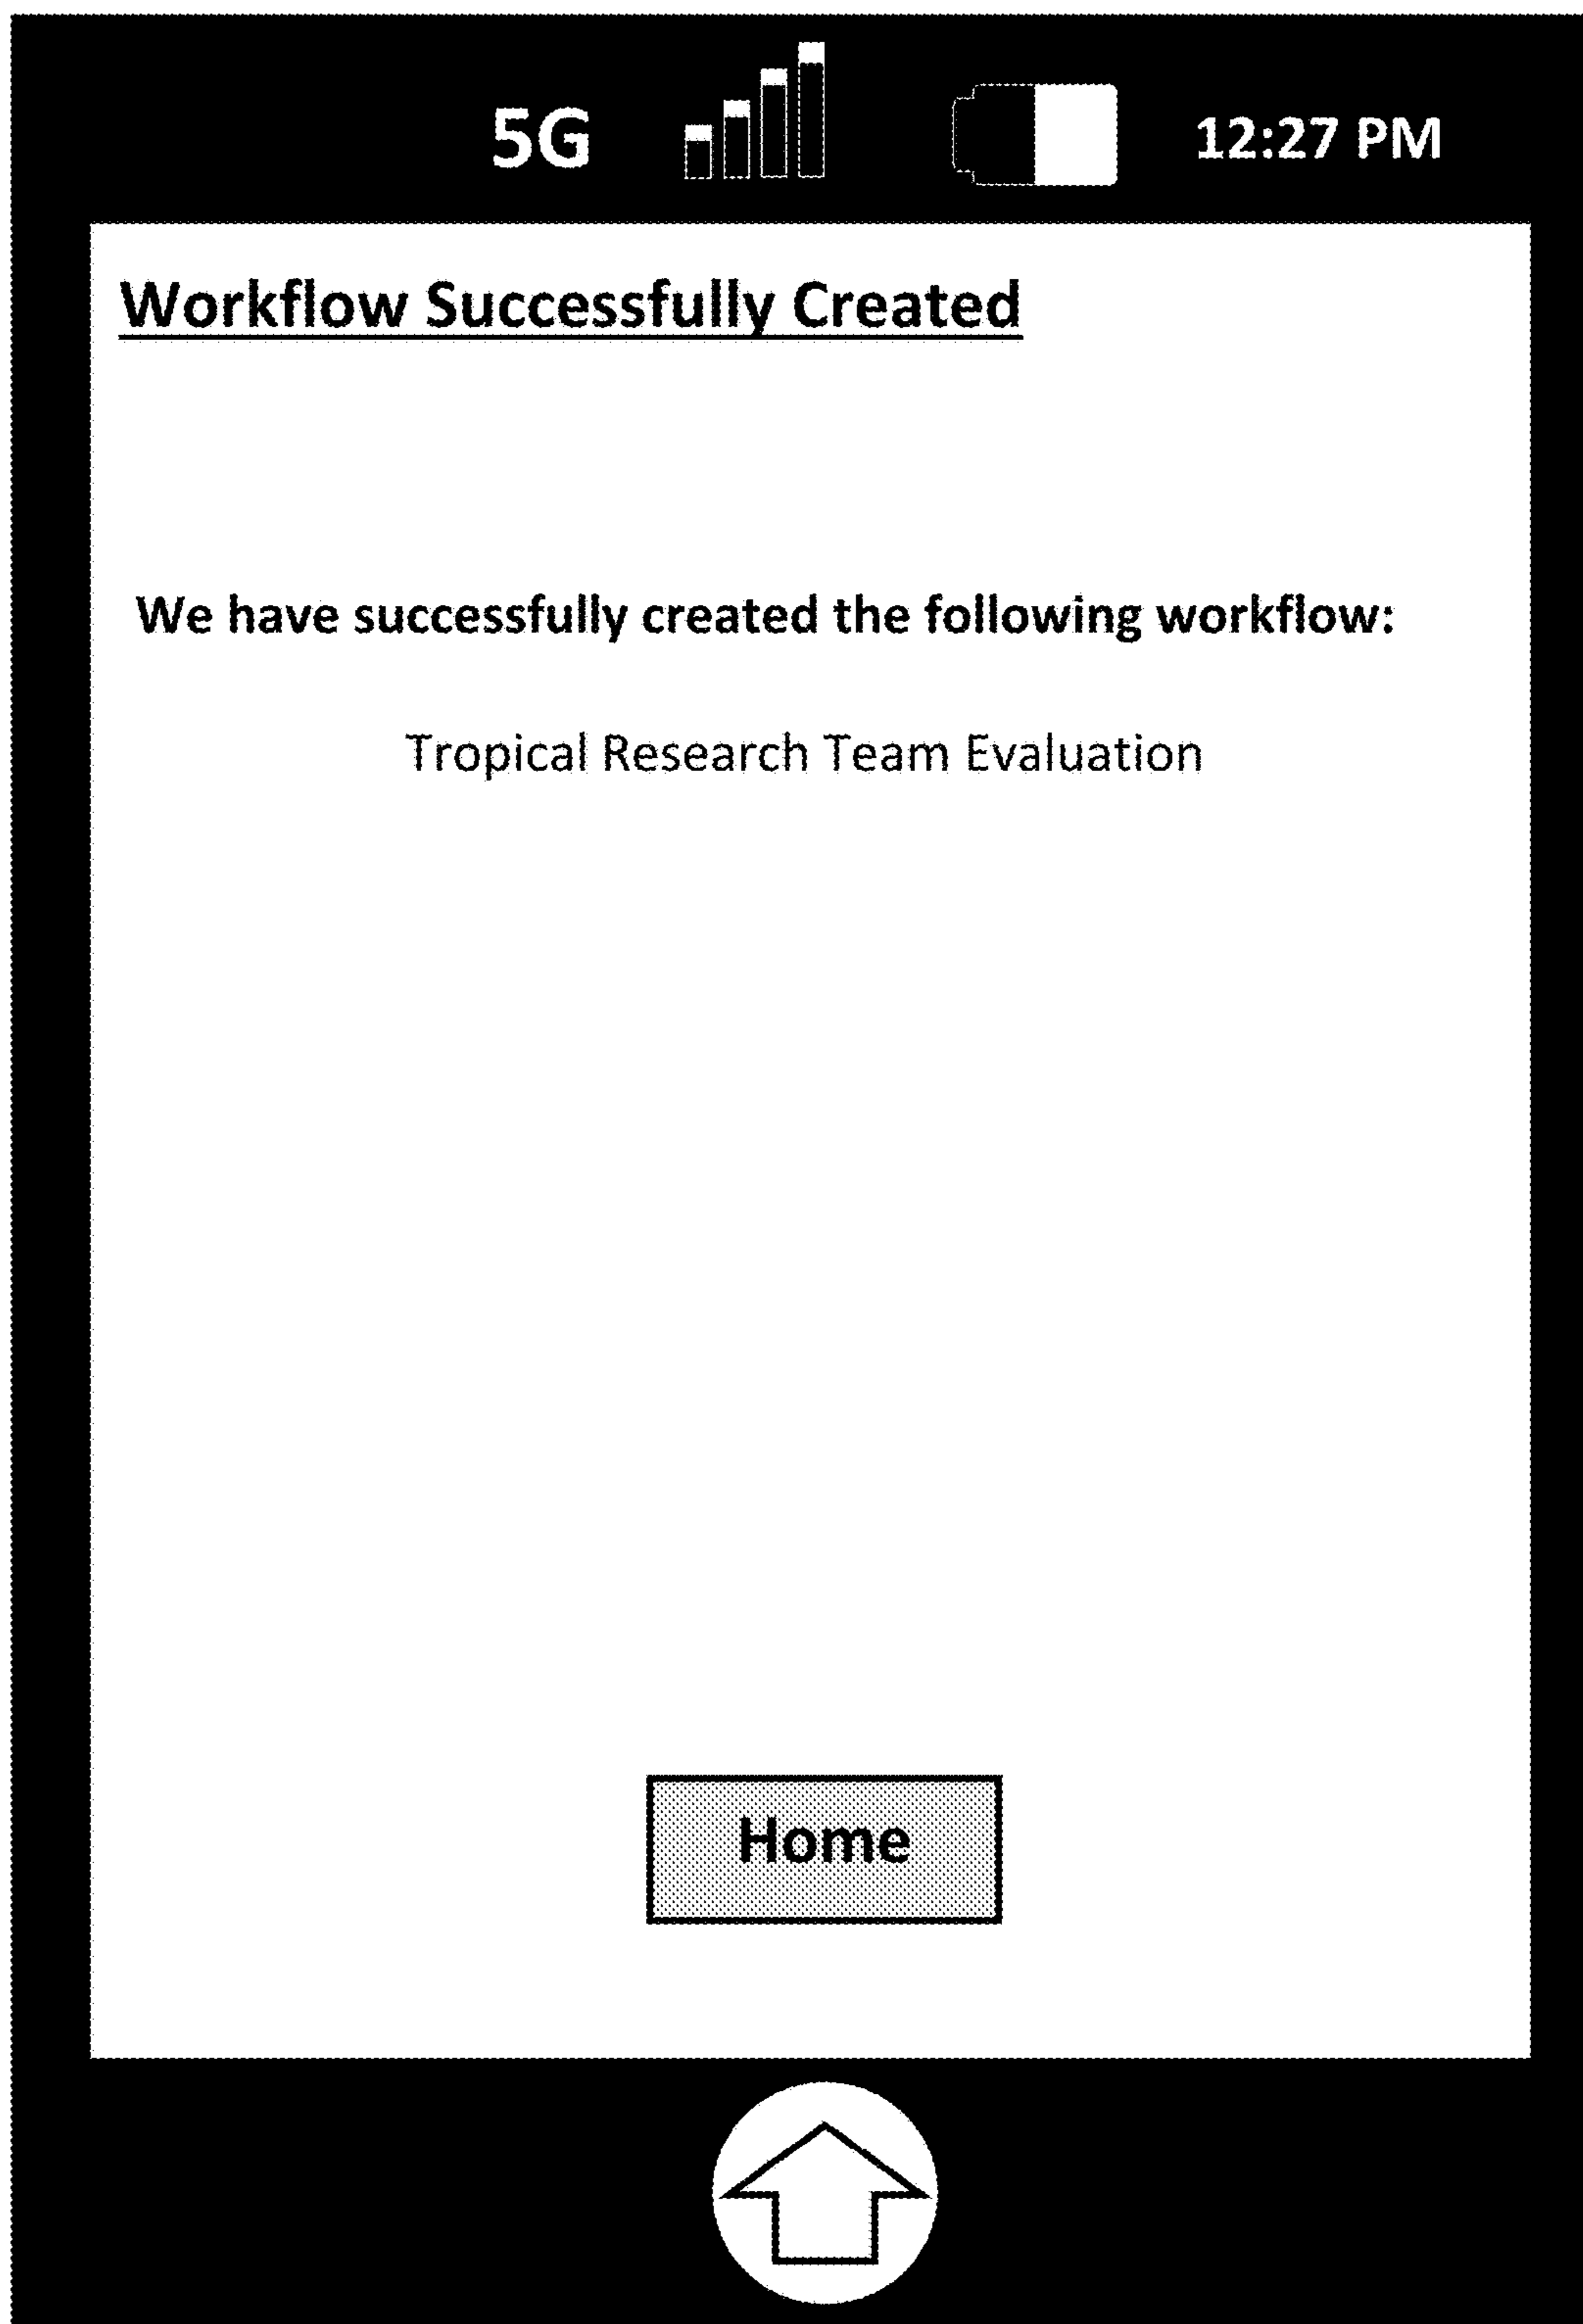 5G 12:27 PM
Workflow Successfully Created
We have successfully created the following workflow:
Tropical Research Team Evaluation
Home